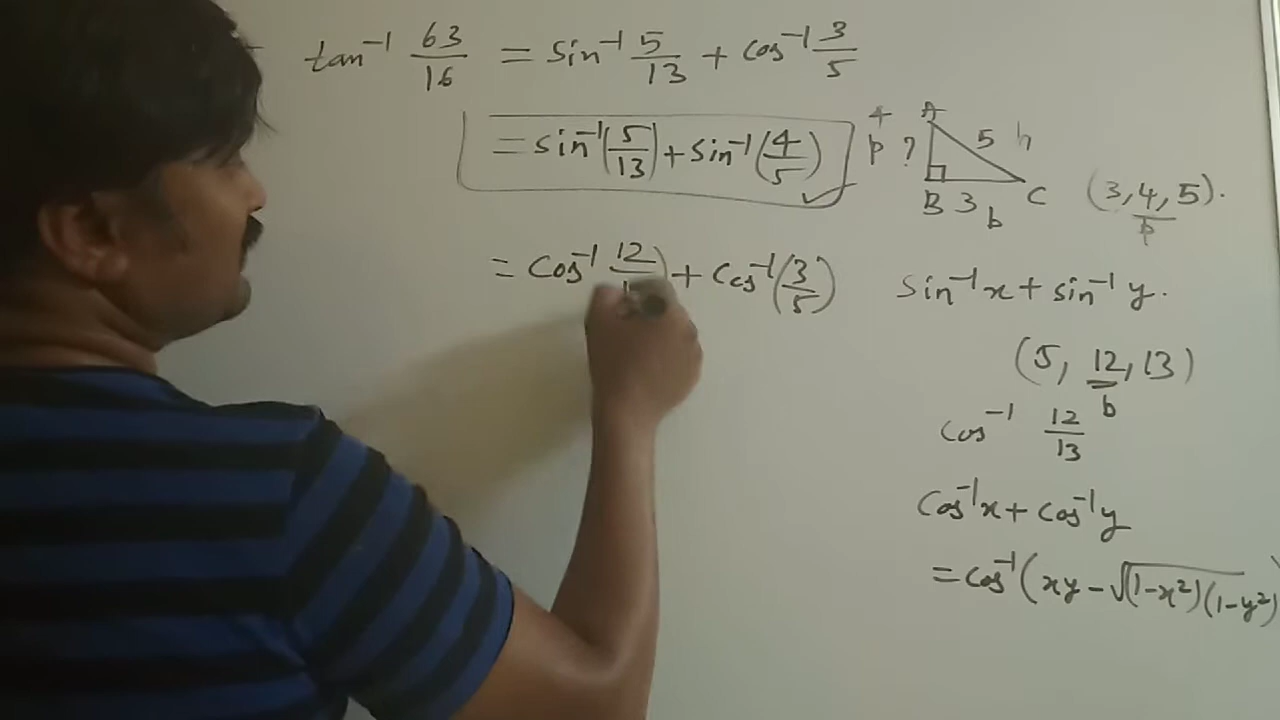 tan⁻¹ 63/16 = sin⁻¹ 5/13 + cos⁻¹ 3/5
= sin⁻¹(5/13) + sin⁻¹(4/5)
= cos⁻¹ 12/ ) + cos⁻¹(3/5)
4 A
p ? 5 h
B 3 C
b
(3, 4, 5).
p
sin⁻¹x + sin⁻¹y.
(5, 12, 13)
b
cos⁻¹ 12/13
cos⁻¹x + cos⁻¹y
= cos⁻¹(xy - √(1-x²)(1-y²))